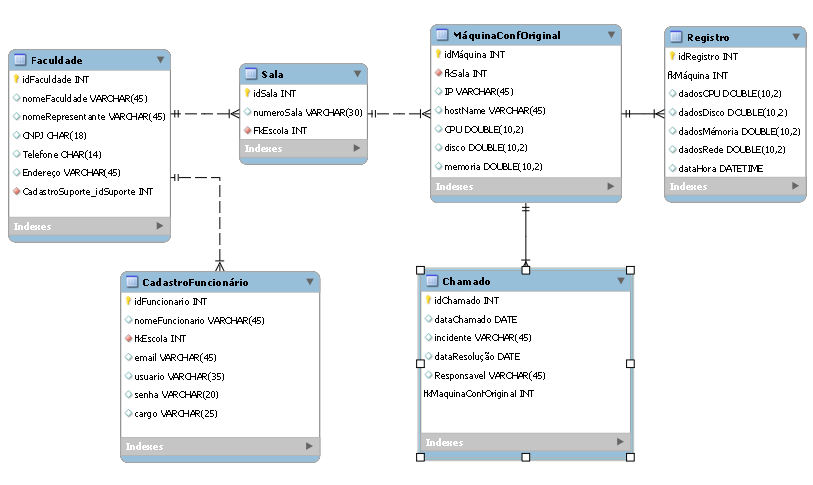 Faculdade
idFaculdade INT
nomeFaculdade VARCHAR(45)
nomeRepresentante VARCHAR(45)
CNPJ CHAR(18)
Telefone CHAR(14)
Endereço VARCHAR(45)
CadastroSuporte_idSuporte INT
Indexes
Sala
idSala INT
numeroSala VARCHAR(30)
FkEscola INT
Indexes
MáquinaConfOriginal
idMáquina INT
fkSala INT
IP VARCHAR(45)
hostName VARCHAR(45)
CPU DOUBLE(10,2)
disco DOUBLE(10,2)
memoria DOUBLE(10,2)
Indexes
Registro
idRegistro INT
fkMáquina INT
dadosCPU DCUBLE(10,2)
dadosDisco DOUBLE(10,2)
dadosMémoria DOUBLE(10,2)
dadosRede DOUBLE(10,2)
dataHora DATETIME
Indexes
CadastroFuncionário
idFuncionario INT
nomeFuncionario VARCHAR(45)
fkEscola INT
email VARCHAR(45)
usuario VARCHAR(35)
senha VARCHAR(20)
cargo VARCHAR(25)
Indexes
Chamado
idChamado INT
dataChamado DATE
incidente VARCHAR(45)
dataResolução DATE
Responsavel VARCHAR(45)
fkMaquinaConfOriginal INT
Indexes